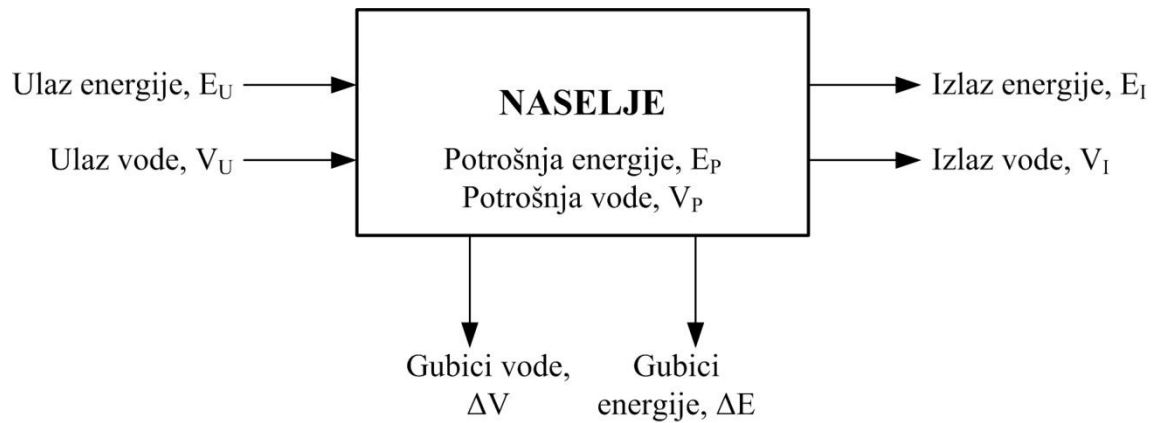 Ulaz energije, E_U
Ulaz vode, V_U
NASELJE
Potrošnja energije, E_P
Potrošnja vode, V_P
Izlaz energije, E_I
Izlaz vode, V_I
Gubici vode,
ΔV
Gubici
energije, ΔE